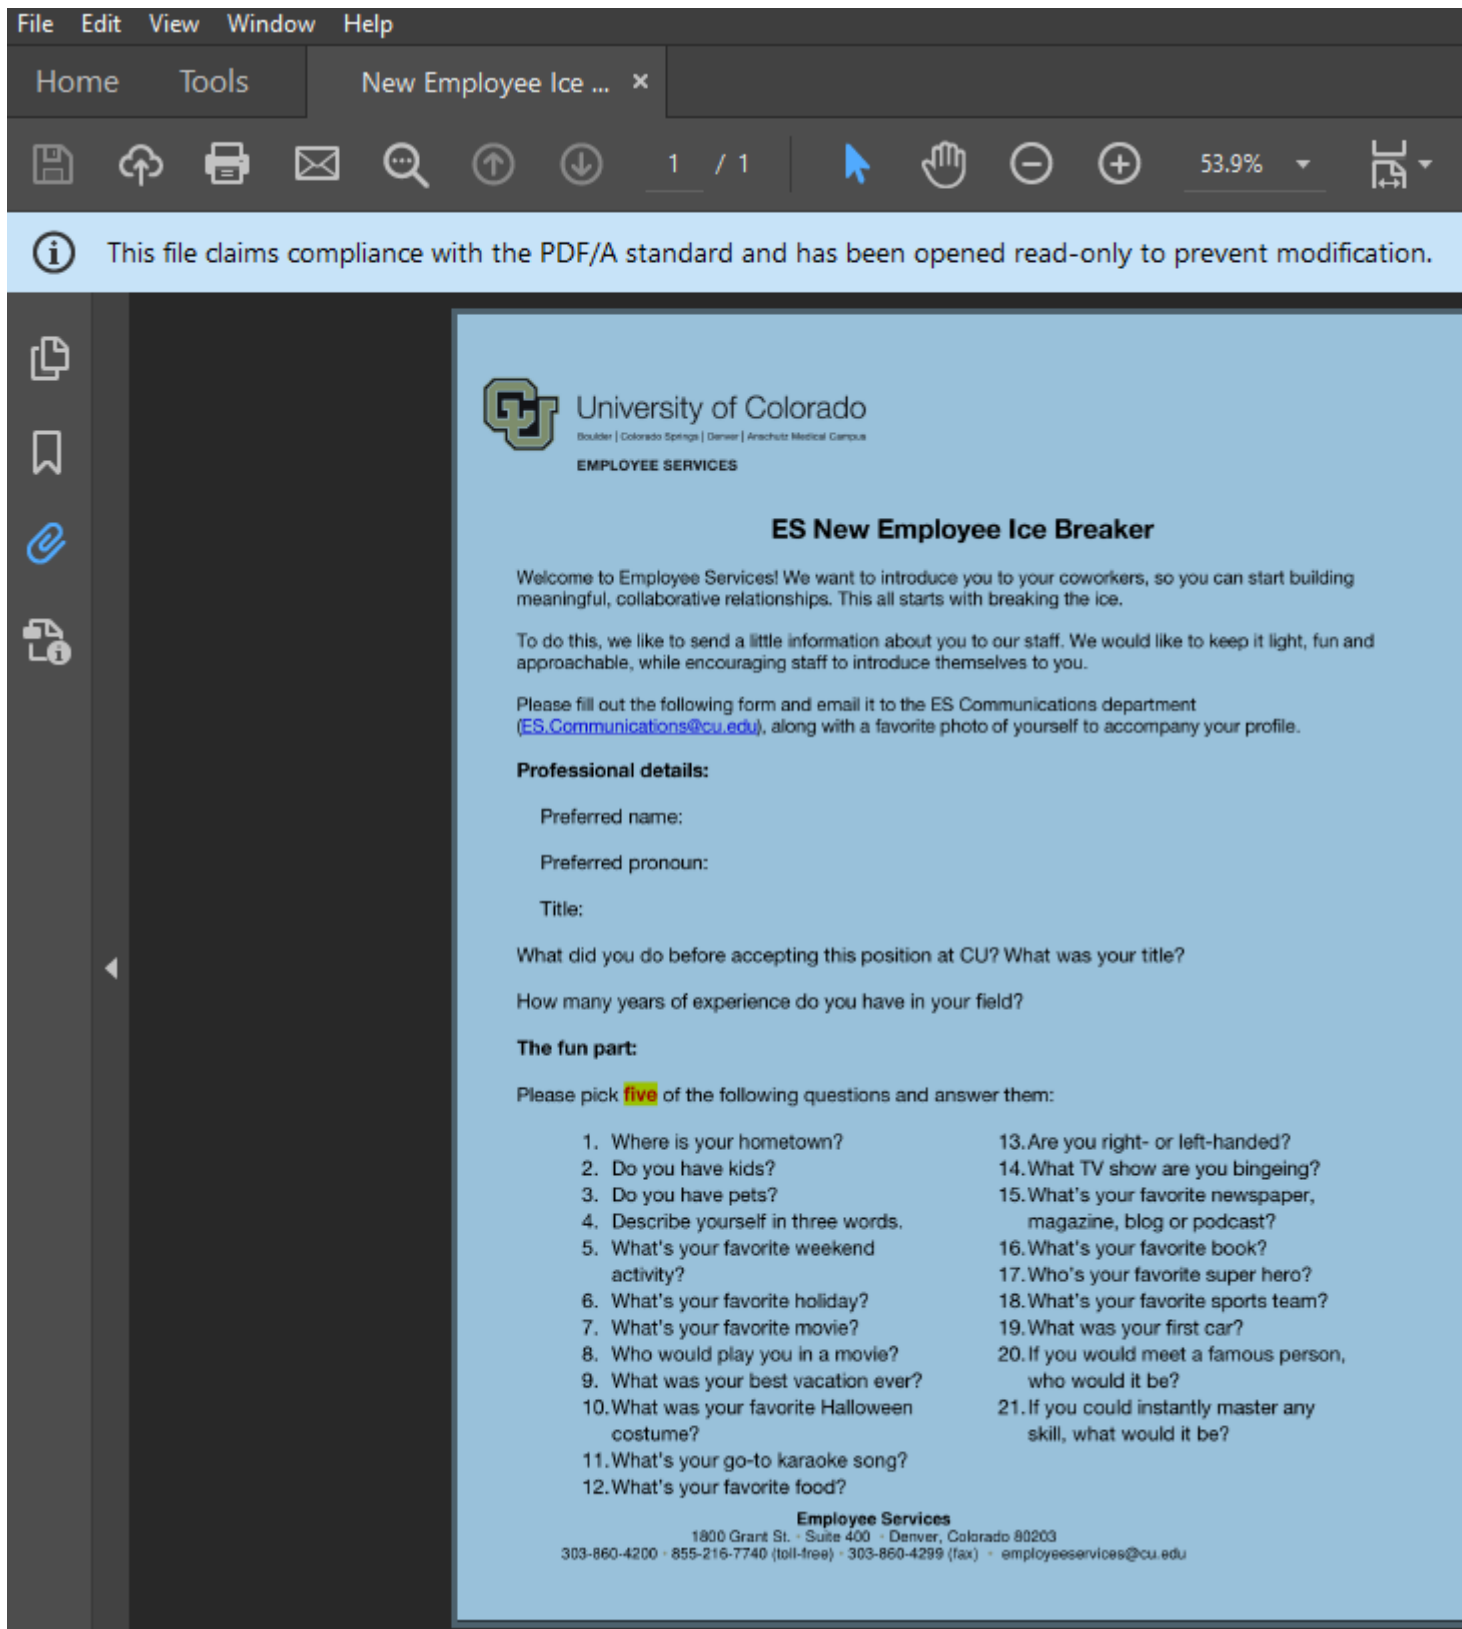 File Edit View Window Help
Home Tools New Employee Ice ... ×
1 / 1 53.9%
This file claims compliance with the PDF/A standard and has been opened read-only to prevent modification.
CU University of Colorado
Boulder | Colorado Springs | Denver | Anschutz Medical Campus
EMPLOYEE SERVICES
ES New Employee Ice Breaker
Welcome to Employee Services! We want to introduce you to your coworkers, so you can start building
meaningful, collaborative relationships. This all starts with breaking the ice.
To do this, we like to send a little information about you to our staff. We would like to keep it light, fun and
approachable, while encouraging staff to introduce themselves to you.
Please fill out the following form and email it to the ES Communications department
(ES.Communications@cu.edu), along with a favorite photo of yourself to accompany your profile.
Professional details:
Preferred name:
Preferred pronoun:
Title:
What did you do before accepting this position at CU? What was your title?
How many years of experience do you have in your field?
The fun part:
Please pick five of the following questions and answer them:
1. Where is your hometown?
2. Do you have kids?
3. Do you have pets?
4. Describe yourself in three words.
5. What's your favorite weekend
activity?
6. What's your favorite holiday?
7. What's your favorite movie?
8. Who would play you in a movie?
9. What was your best vacation ever?
10. What was your favorite Halloween
costume?
11. What's your go-to karaoke song?
12. What's your favorite food?
13. Are you right- or left-handed?
14. What TV show are you bingeing?
15. What's your favorite newspaper,
magazine, blog or podcast?
16. What's your favorite book?
17. Who's your favorite super hero?
18. What's your favorite sports team?
19. What was your first car?
20. If you would meet a famous person,
who would it be?
21. If you could instantly master any
skill, what would it be?
Employee Services
1800 Grant St. · Suite 400 · Denver, Colorado 80203
303-860-4200 · 855-216-7740 (toll-free) · 303-860-4299 (fax) · employeeservices@cu.edu